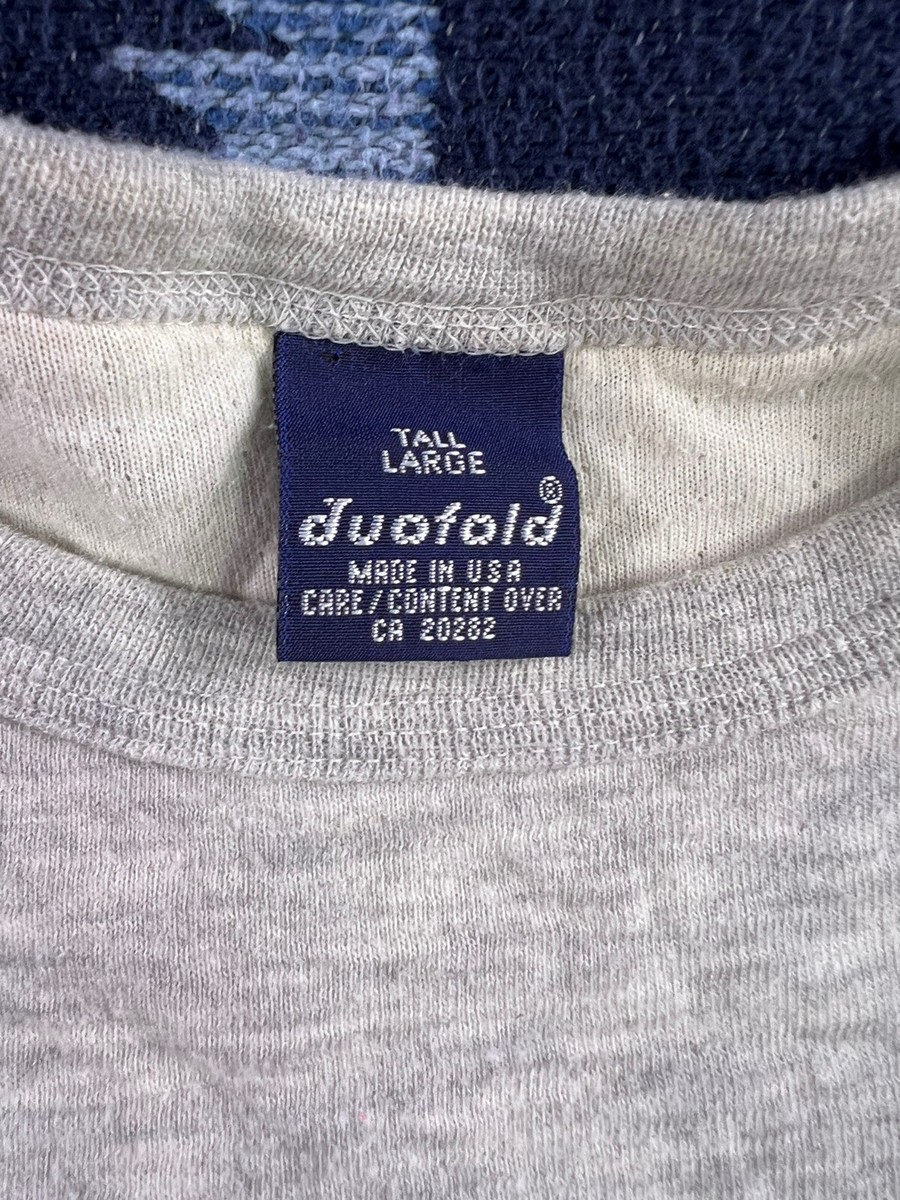 TALL
LARGE
duofold®
MADE IN USA
CARE/CONTENT OVER
CA 20282